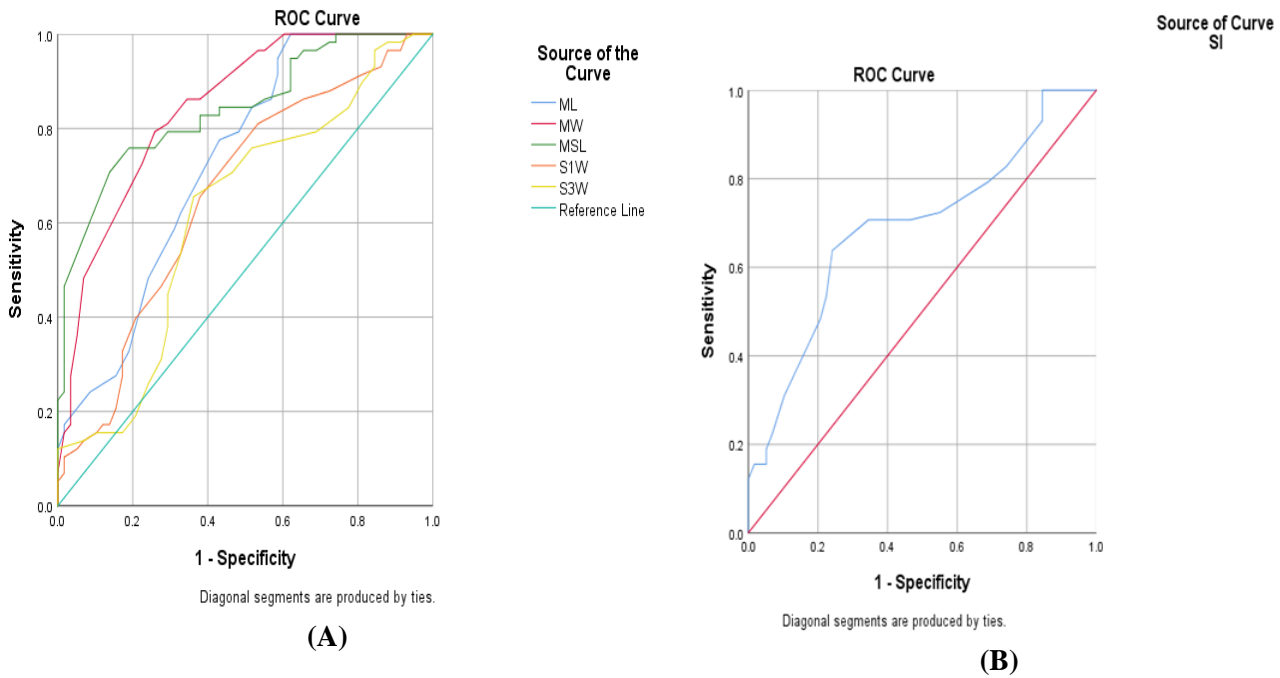 ROC Curve
1.0
0.8
0.6
0.4
0.2
0.0
Sensitivity
0.0 0.2 0.4 0.6 0.8 1.0
1 - Specificity
Diagonal segments are produced by ties.
(A)
Source of the
Curve
ML
MW
MSL
S1W
S3W
Reference Line
Source of Curve
SI
ROC Curve
1.0
0.8
0.6
0.4
0.2
0.0
Sensitivity
0.0 0.2 0.4 0.6 0.8 1.0
1 - Specificity
Diagonal segments are produced by ties.
(B)